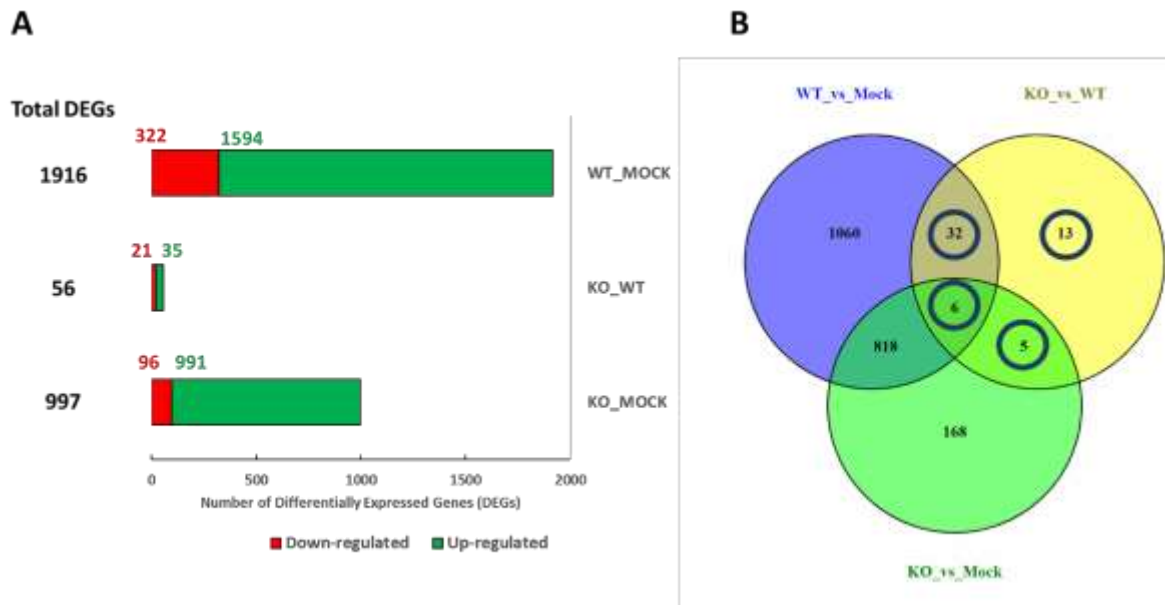 A
Total DEGs
322 1594
1916
WT_MOCK
21 35
56
KO_WT
96 991
997
KO_MOCK
0 500 1000 1500 2000
Number of Differentially Expressed Genes (DEGs)
Down-regulated Up-regulated
B
WT_vs_Mock KO_vs_WT
1060 32 13
6
818 5
168
KO_vs_Mock